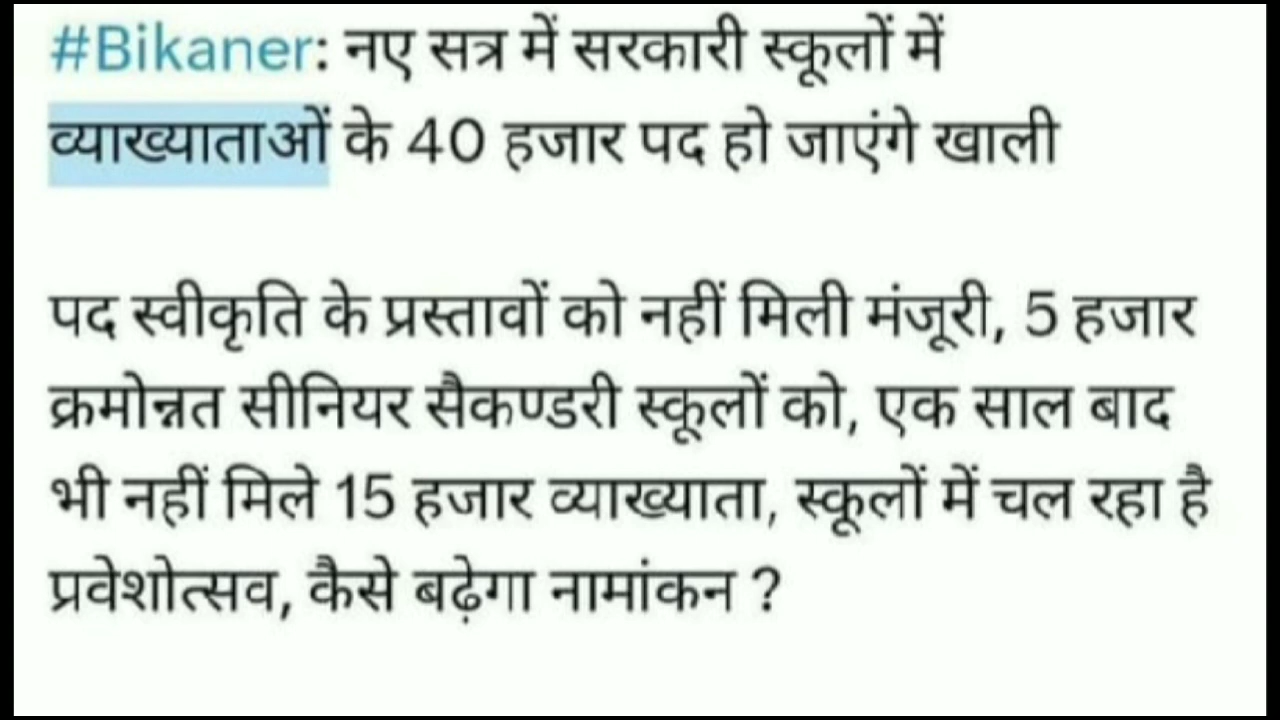 #Bikaner: नए सत्र में सरकारी स्कूलों में
व्याख्याताओं के 40 हजार पद हो जाएंगे खाली
पद स्वीकृति के प्रस्तावों को नहीं मिली मंजूरी, 5 हजार
क्रमोन्नत सीनियर सैकण्डरी स्कूलों को, एक साल बाद
भी नहीं मिले 15 हजार व्याख्याता, स्कूलों में चल रहा है
प्रवेशोत्सव, कैसे बढ़ेगा नामांकन ?